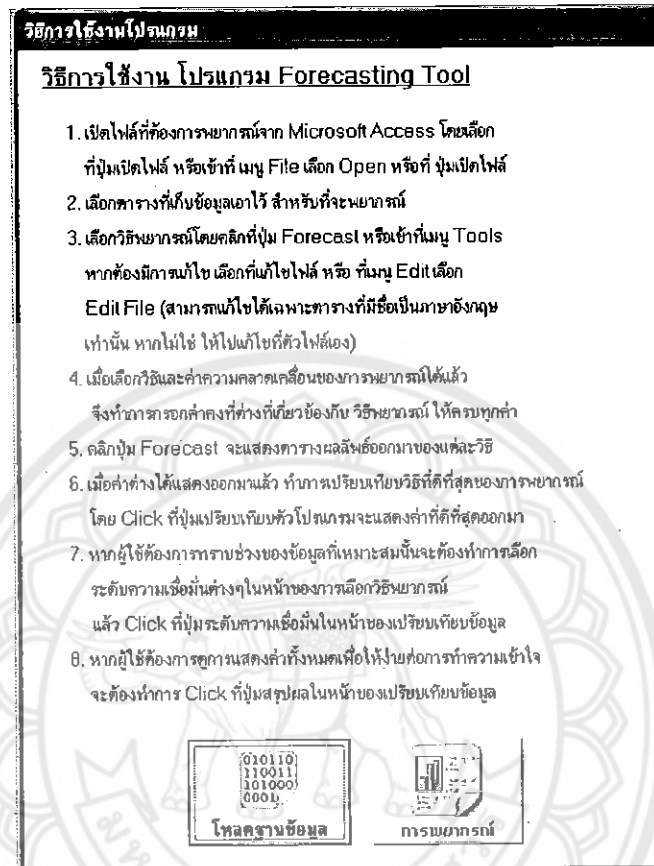 วิธีการใช้งานโปรแกรม
วิธีการใช้งาน โปรแกรม Forecasting Tool
1. เปิดไฟล์ที่ต้องการพยากรณ์จาก Microsoft Access โดยเลือก
ที่ปุ่มเปิดไฟล์ หรือเข้าที่ เมนู File เลือก Open หรือที่ ปุ่มเปิดไฟล์
2. เลือกตารางที่เก็บข้อมูลเอาไว้ สำหรับที่จะพยากรณ์
3. เลือกวิธีพยากรณ์โดยคลิกที่ปุ่ม Forecast หรือเข้าที่เมนู Tools
หากต้องมีการแก้ไข เลือกที่แก้ไขไฟล์ หรือ ที่เมนู Edit เลือก
Edit File (สามารถแก้ไขได้เฉพาะตารางที่มีชื่อเป็นภาษาอังกฤษ
เท่านั้น หากไม่ใช่ ให้ไปแก้ไขที่ตัวไฟล์เอง)
4. เมื่อเลือกวิธีและค่าความคลาดเคลื่อนของการพยากรณ์ได้แล้ว
จึงทำการกรอกค่าคงที่ต่างที่เกี่ยวข้องกับ วิธีพยากรณ์ ให้ครบทุกค่า
5. คลิกปุ่ม Forecast จะแสดงตารางผลลัพธ์ออกมาของแต่ละวิธี
6. เมื่อค่าต่างได้แสดงออกมาแล้ว ทำการเปรียบเทียบวิธีที่ดีที่สุดของการพยากรณ์
โดย Click ที่ปุ่มเปรียบเทียบตัวโปรแกรมจะแสดงค่าที่ดีที่สุดออกมา
7. หากผู้ใช้ต้องการทราบช่วงของข้อมูลที่เหมาะสมนั้นจะต้องทำการเลือก
ระดับความเชื่อมั่นต่างๆในหน้าของการเลือกวิธีพยากรณ์
แล้ว Click ที่ปุ่มระดับความเชื่อมั่นในหน้าของเปรียบเทียบข้อมูล
8. หากผู้ใช้ต้องการดูการแสดงค่าทั้งหมดเพื่อให้ง่ายต่อการทำความเข้าใจ
จะต้องทำการ Click ที่ปุ่มสรุปผลในหน้าของเปรียบเทียบข้อมูล
010110
110011
101000
0001
โหลดฐานข้อมูล
การพยากรณ์